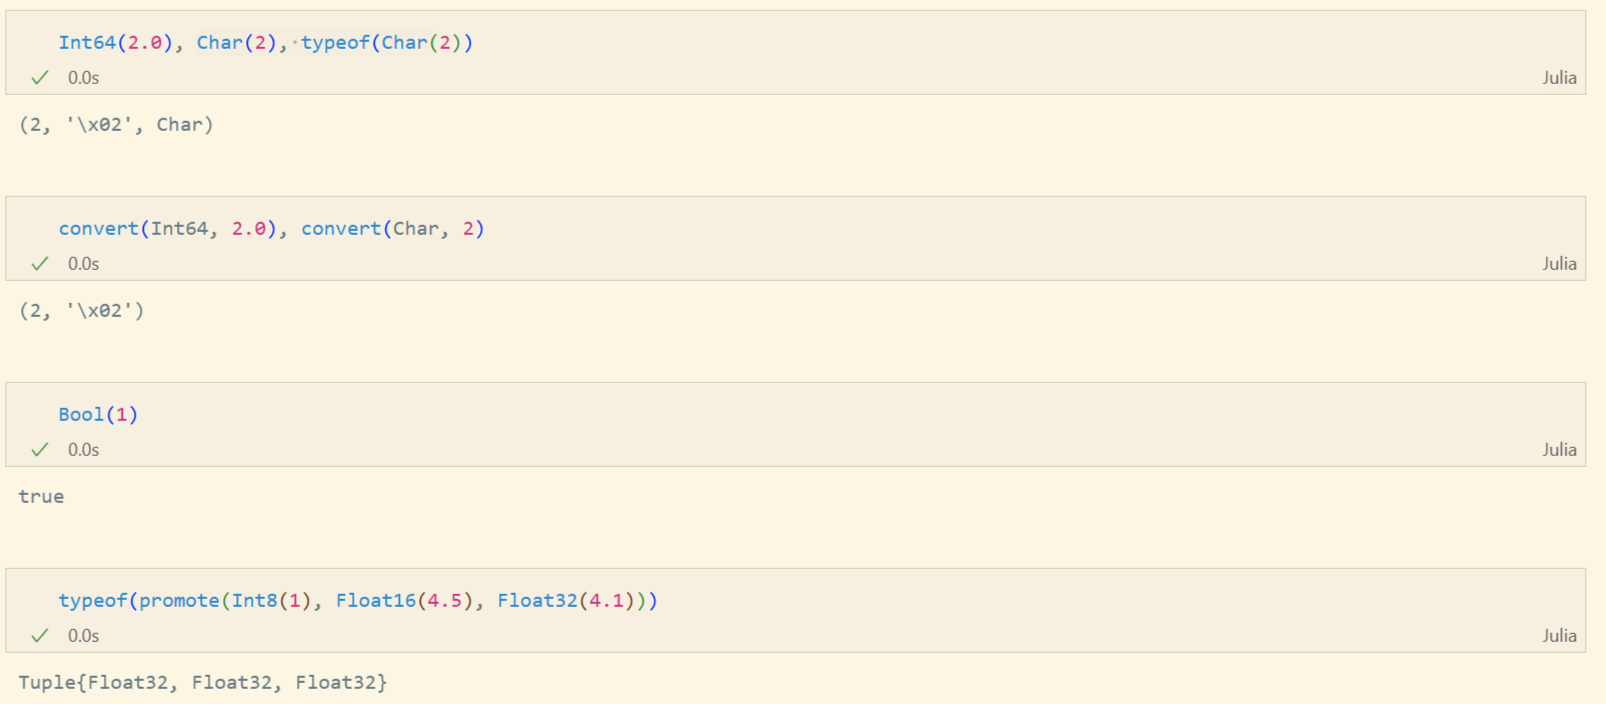 Int64(2.0), Char(2), typeof(Char(2))
0.0s
Julia
(2, '\x02', Char)
convert(Int64, 2.0), convert(Char, 2)
0.0s
Julia
(2, '\x02')
Bool(1)
0.0s
Julia
true
typeof(promote(Int8(1), Float16(4.5), Float32(4.1)))
0.0s
Julia
Tuple{Float32, Float32, Float32}